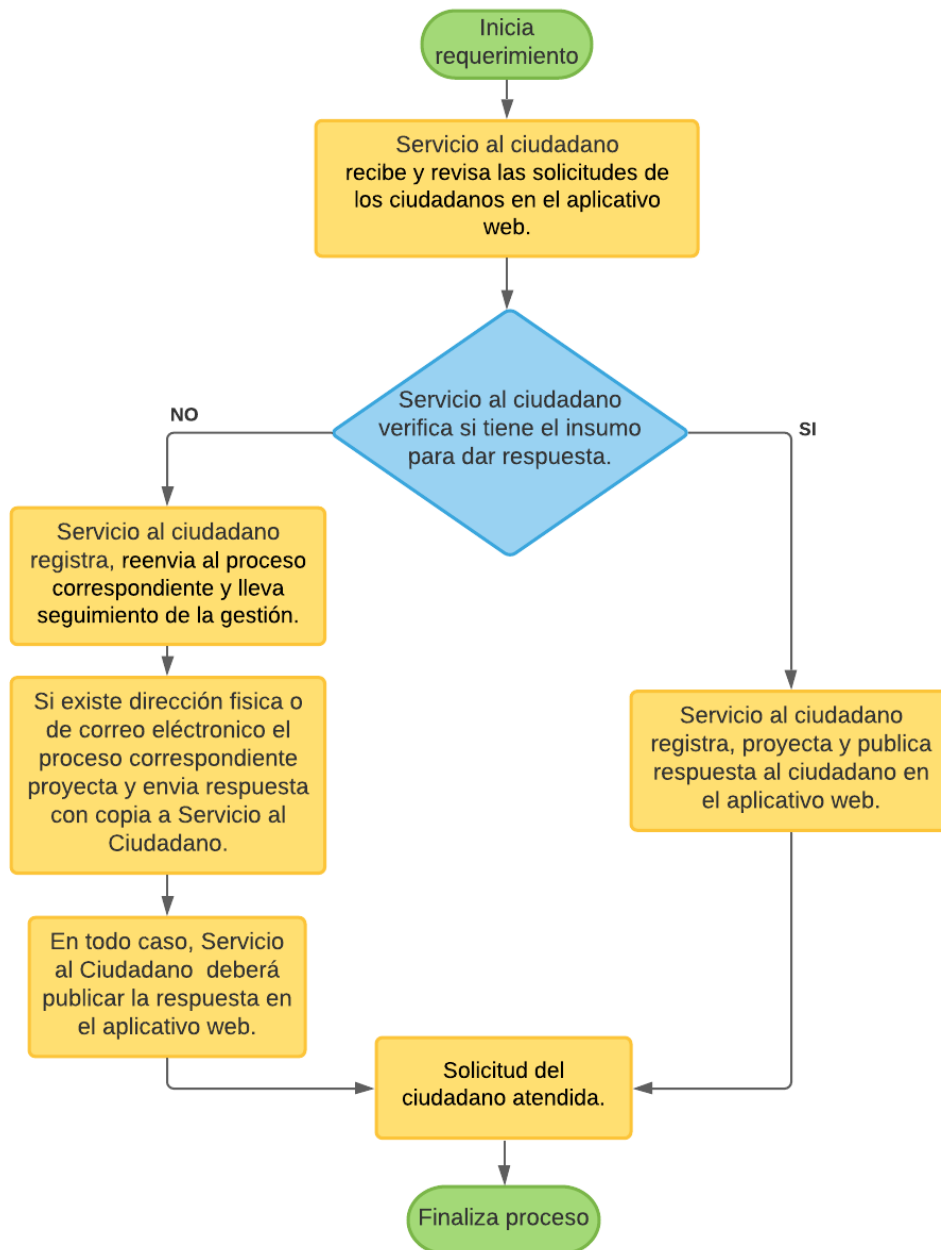 Inicia
requerimiento
Servicio al ciudadano
recibe y revisa las solicitudes de
los ciudadanos en el aplicativo
web.
Servicio al ciudadano
verifica si tiene el insumo
para dar respuesta.
NO
SI
Servicio al ciudadano
registra, reenvia al proceso
correspondiente y lleva
seguimiento de la gestión.
Si existe dirección fisica o
de correo eléctronico el
proceso correspondiente
proyecta y envia respuesta
con copia a Servicio al
Ciudadano.
Servicio al ciudadano
registra, proyecta y publica
respuesta al ciudadano en
el aplicativo web.
En todo caso, Servicio
al Ciudadano  deberá
publicar la respuesta en
el aplicativo web.
Solicitud del
ciudadano atendida.
Finaliza proceso